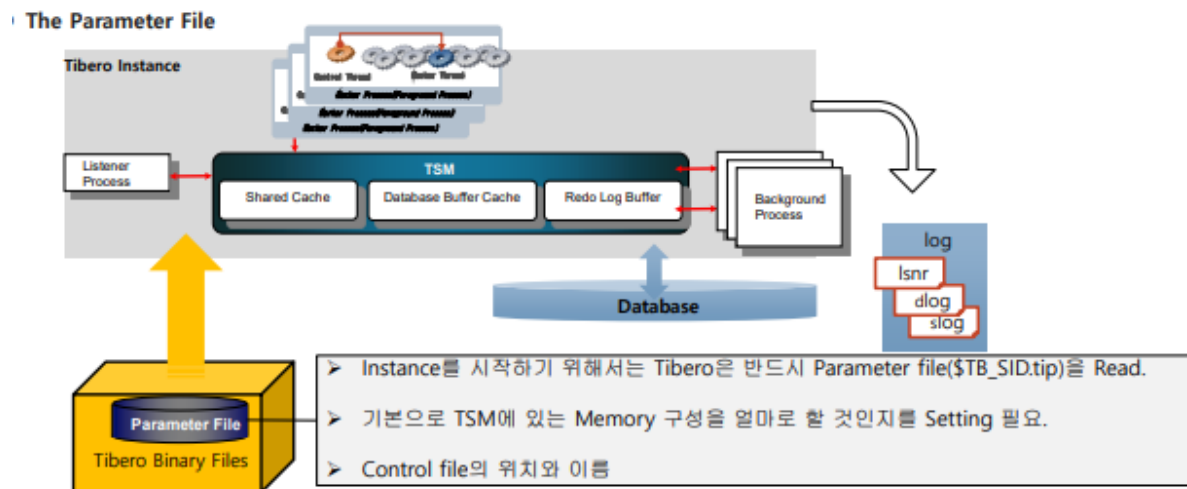 The Parameter File
Tibero Instance
Control Thread
Worker Thread
Worker Process(Foreground Process)
Worker Process(Foreground Process)
Worker Process(Foreground Process)
Listener
Process
TSM
Shared Cache
Database Buffer Cache
Redo Log Buffer
Background
Process
log
lsnr
dlog
slog
Database
Parameter File
Tibero Binary Files
➢ Instance를 시작하기 위해서는 Tibero은 반드시 Parameter file($TB_SID.tip)을 Read.
➢ 기본으로 TSM에 있는 Memory 구성을 얼마로 할 것인지를 Setting 필요.
➢ Control file의 위치와 이름